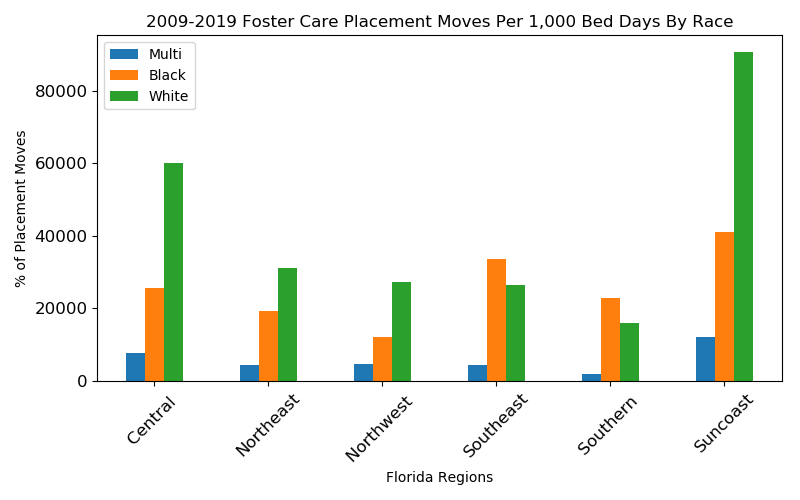 2009-2019 Foster Care Placement Moves Per 1,000 Bed Days By Race
Multi
Black
White
% of Placement Moves
80000
60000
40000
20000
0
Central
Northeast
Northwest
Southeast
Southern
Suncoast
Florida Regions